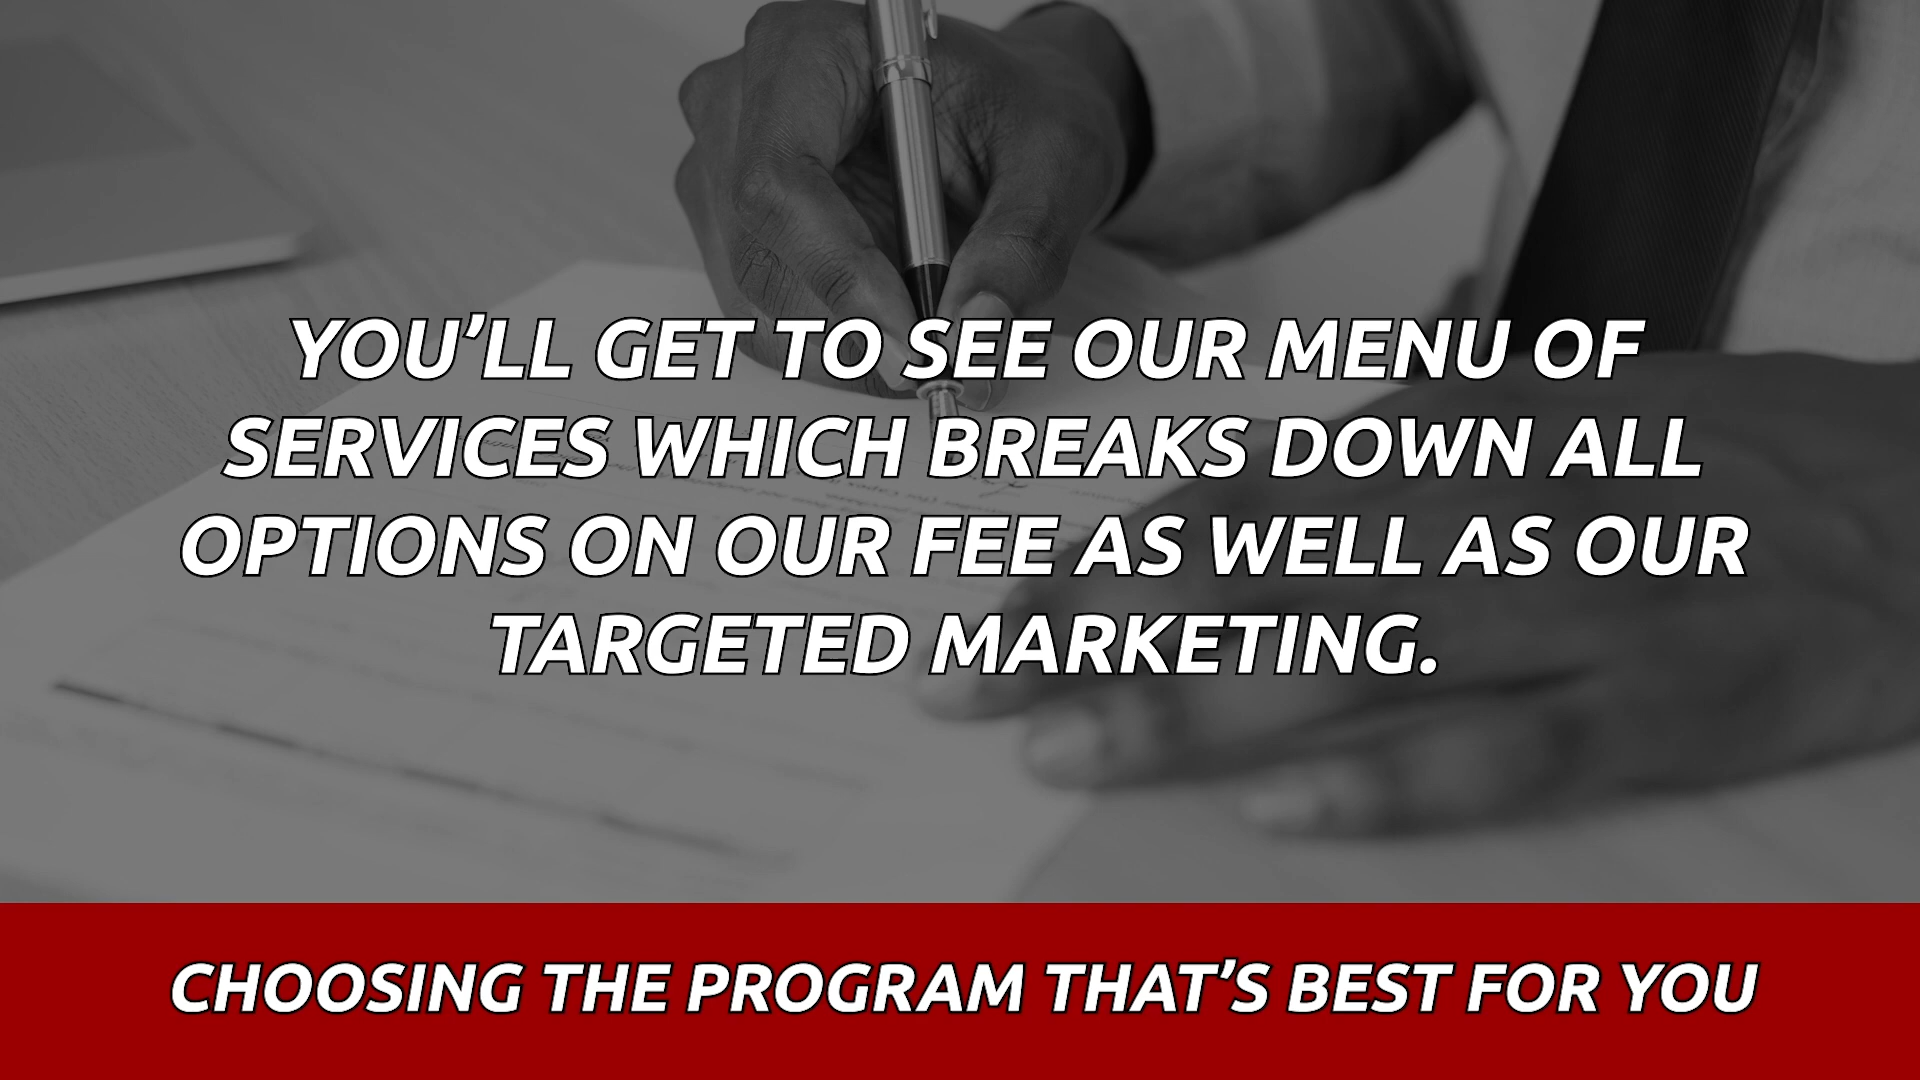 YOU’LL GET TO SEE OUR MENU OF
SERVICES WHICH BREAKS DOWN ALL
OPTIONS ON OUR FEE AS WELL AS OUR
TARGETED MARKETING.
CHOOSING THE PROGRAM THAT’S BEST FOR YOU